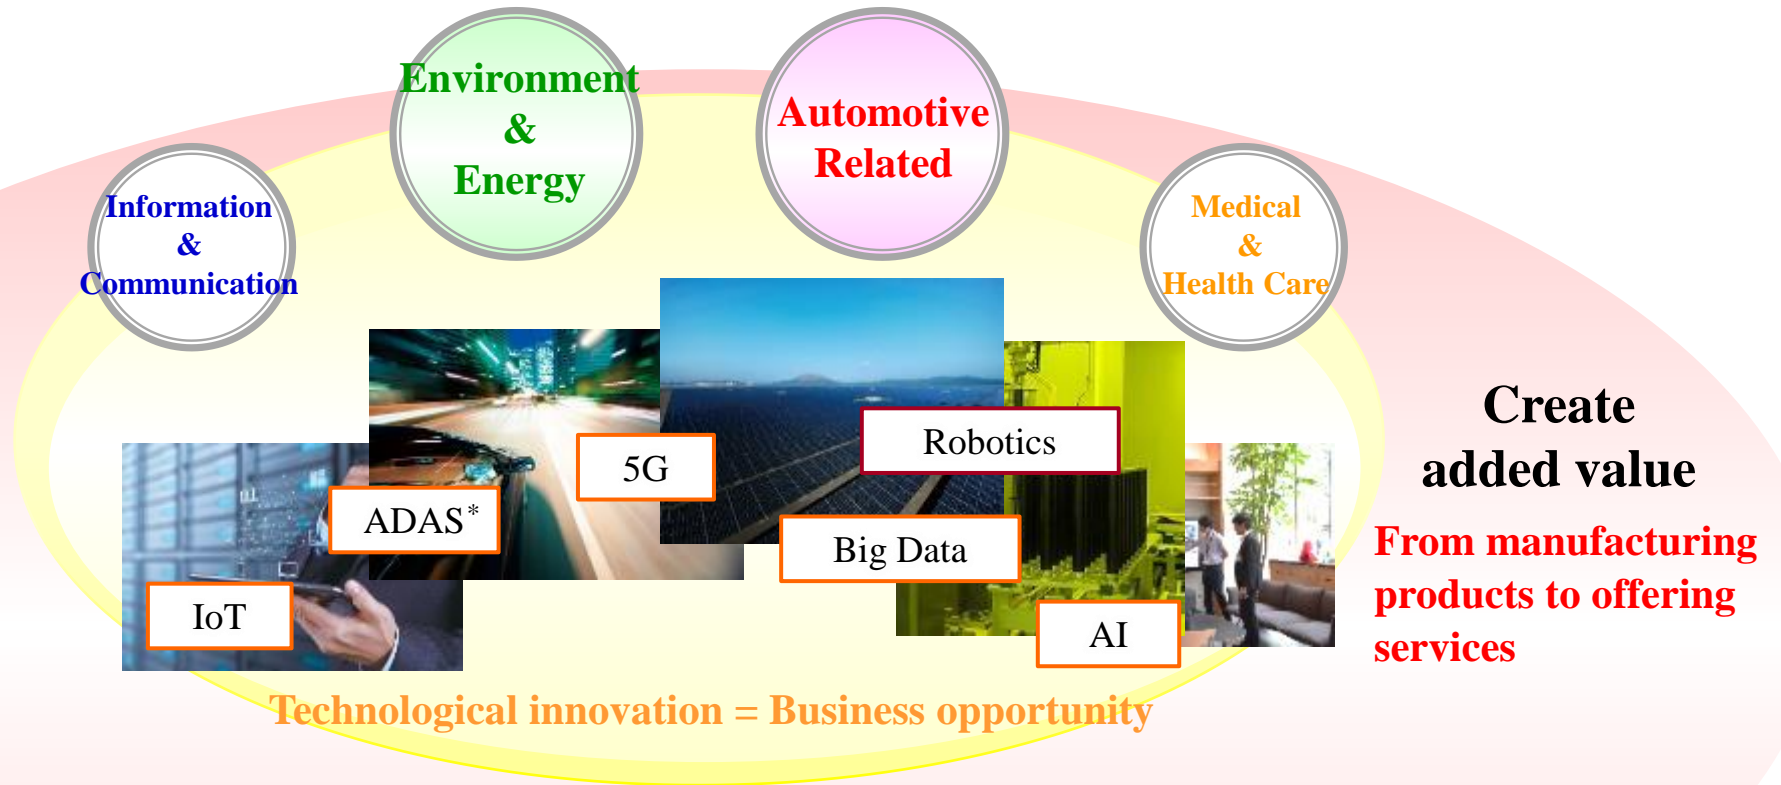 Environment
&
Energy
Automotive
Related
Information
&
Communication
Medical
&
Health Care
IoT
ADAS*
5G
Robotics
Big Data
AI
Create
added value
From manufacturing
products to offering
services
Technological innovation = Business opportunity